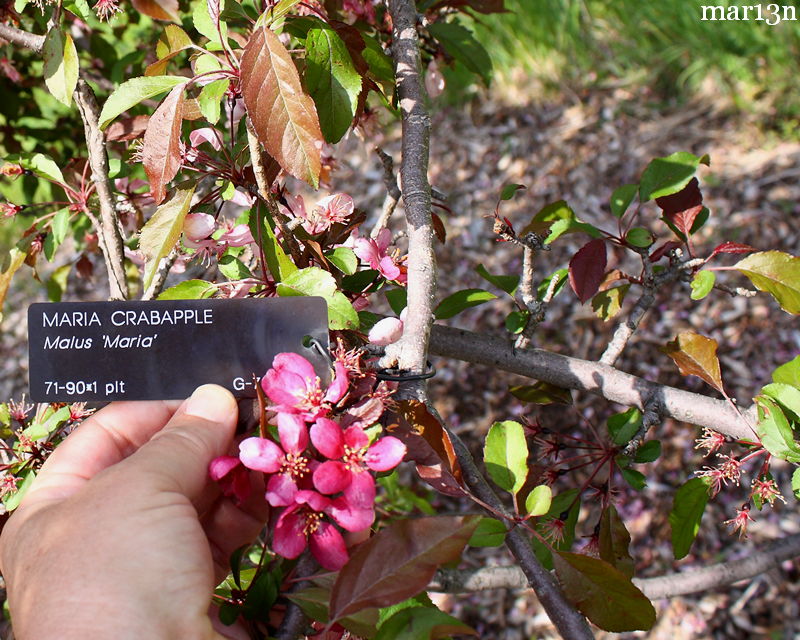 mar13n
MARIA CRABAPPLE
Malus 'Maria'
71-90*1 plt